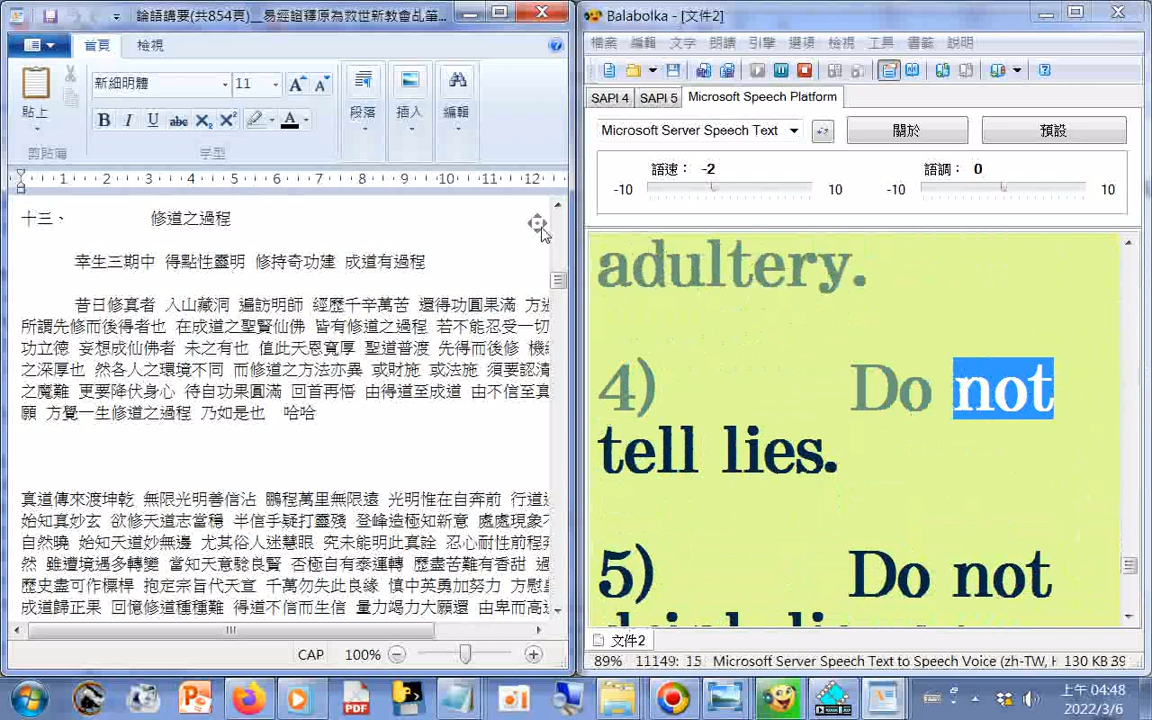 論語講要(共854頁)__易經證釋原為救世新教會乩筆...
首頁 檢視
新細明體 11
貼上
剪貼簿
字型
段落
插入
編輯
1 2 3 4 5 6 7 8 9 10 11 12
十三、 修道之過程
幸生三期中 得點性靈明 修持奇功建 成道有過程
昔日修真者 入山藏洞 遍訪明師 經歷千辛萬苦 還得功圓果滿 方
所謂先修而後得者也 在成道之聖賢仙佛 皆有修道之過程 若不能忍受一切
功立德 妄想成仙佛者 未之有也 值此天恩寬厚 聖道普渡 先得而後修 機
之深厚也 然各人之環境不同 而修道之方法亦異 或財施 或法施 須要認清
之魔難 更要降伏身心 待自功果圓滿 回首再悟 由得道至成道 由不信至真
願 方覺一生修道之過程 乃如是也 哈哈
真道傳來渡坤乾 無限光明善信沾 鵬程萬里無限遠 光明惟在自奔前 行道
始知真妙玄 欲修天道志當穩 半信半疑打靈殘 登峰造極知新意 處處現象
自然曉 始知天道妙無邊 尤其俗人迷慧眼 究未能明此真詮 忍心耐性前程
然 雖遭境遇多轉變 當知天意驗良賢 否極自有泰運轉 歷盡苦難有香甜
歷史盡可作標桿 抱定宗旨代天宣 千萬勿失此良緣 慎中英勇加努力 方慰
成道歸正果 回憶修道種種難 得道不信而生信 量力竭力大願還 由卑而高
CAP 100%
Balabolka - [文件2]
檔案 編輯 文字 朗讀 引擎 選項 檢視 工具 書籤 說明
SAPI 4 SAPI 5 Microsoft Speech Platform
Microsoft Server Speech Text 關於 預設
語速： -2 語調： 0
-10 10 -10 10
adultery.
4) Do not
tell lies.
5) Do not
文件2
89% 11149: 15 Microsoff Server Speech Text to Speech Voice (zh-TW, H 130 KB 39
上午 04:48
2022/3/6